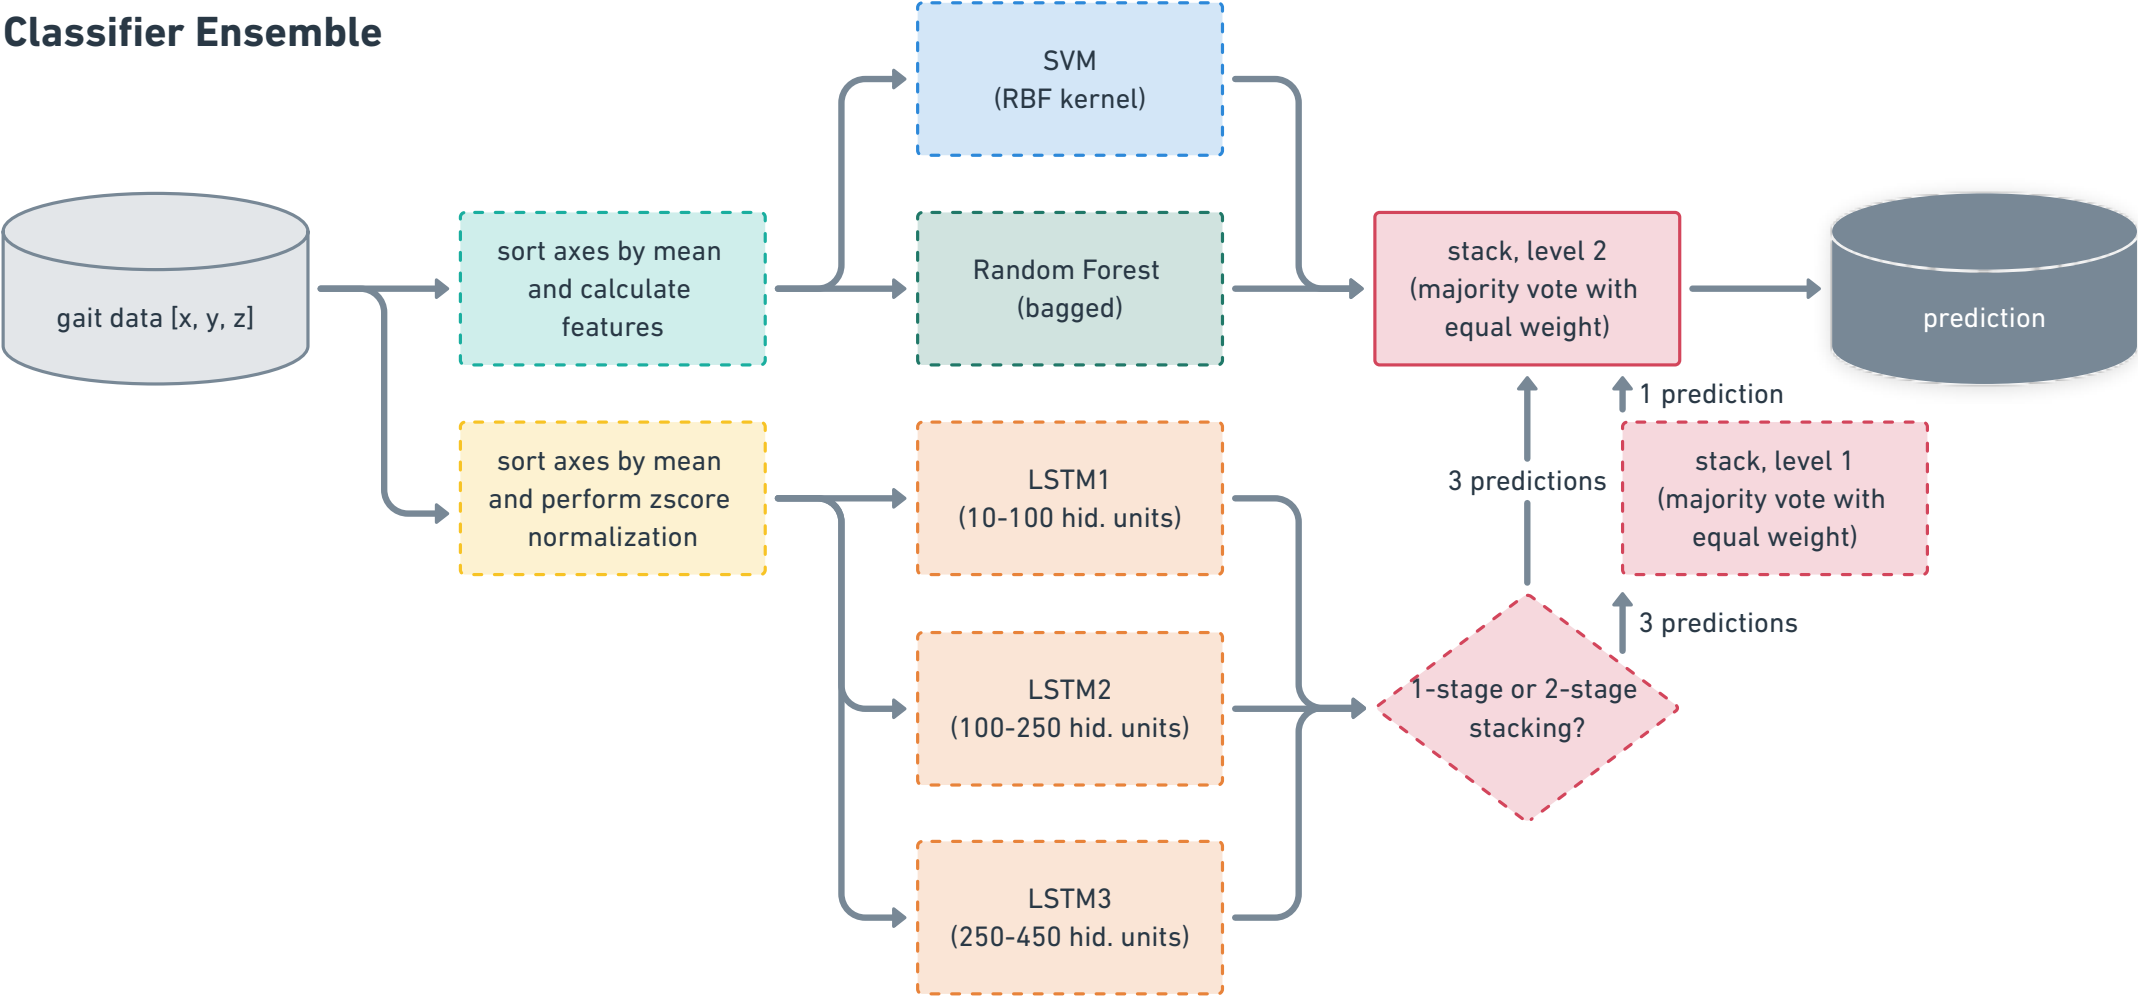 Classifier Ensemble
SVM
(RBF kernel)
gait data [x, y, z]
sort axes by mean
and calculate
features
Random Forest
(bagged)
stack, level 2
(majority vote with
equal weight)
prediction
1 prediction
sort axes by mean
and perform zscore
normalization
LSTM1
(10-100 hid. units)
3 predictions
stack, level 1
(majority vote with
equal weight)
3 predictions
LSTM2
(100-250 hid. units)
1-stage or 2-stage
stacking?
LSTM3
(250-450 hid. units)